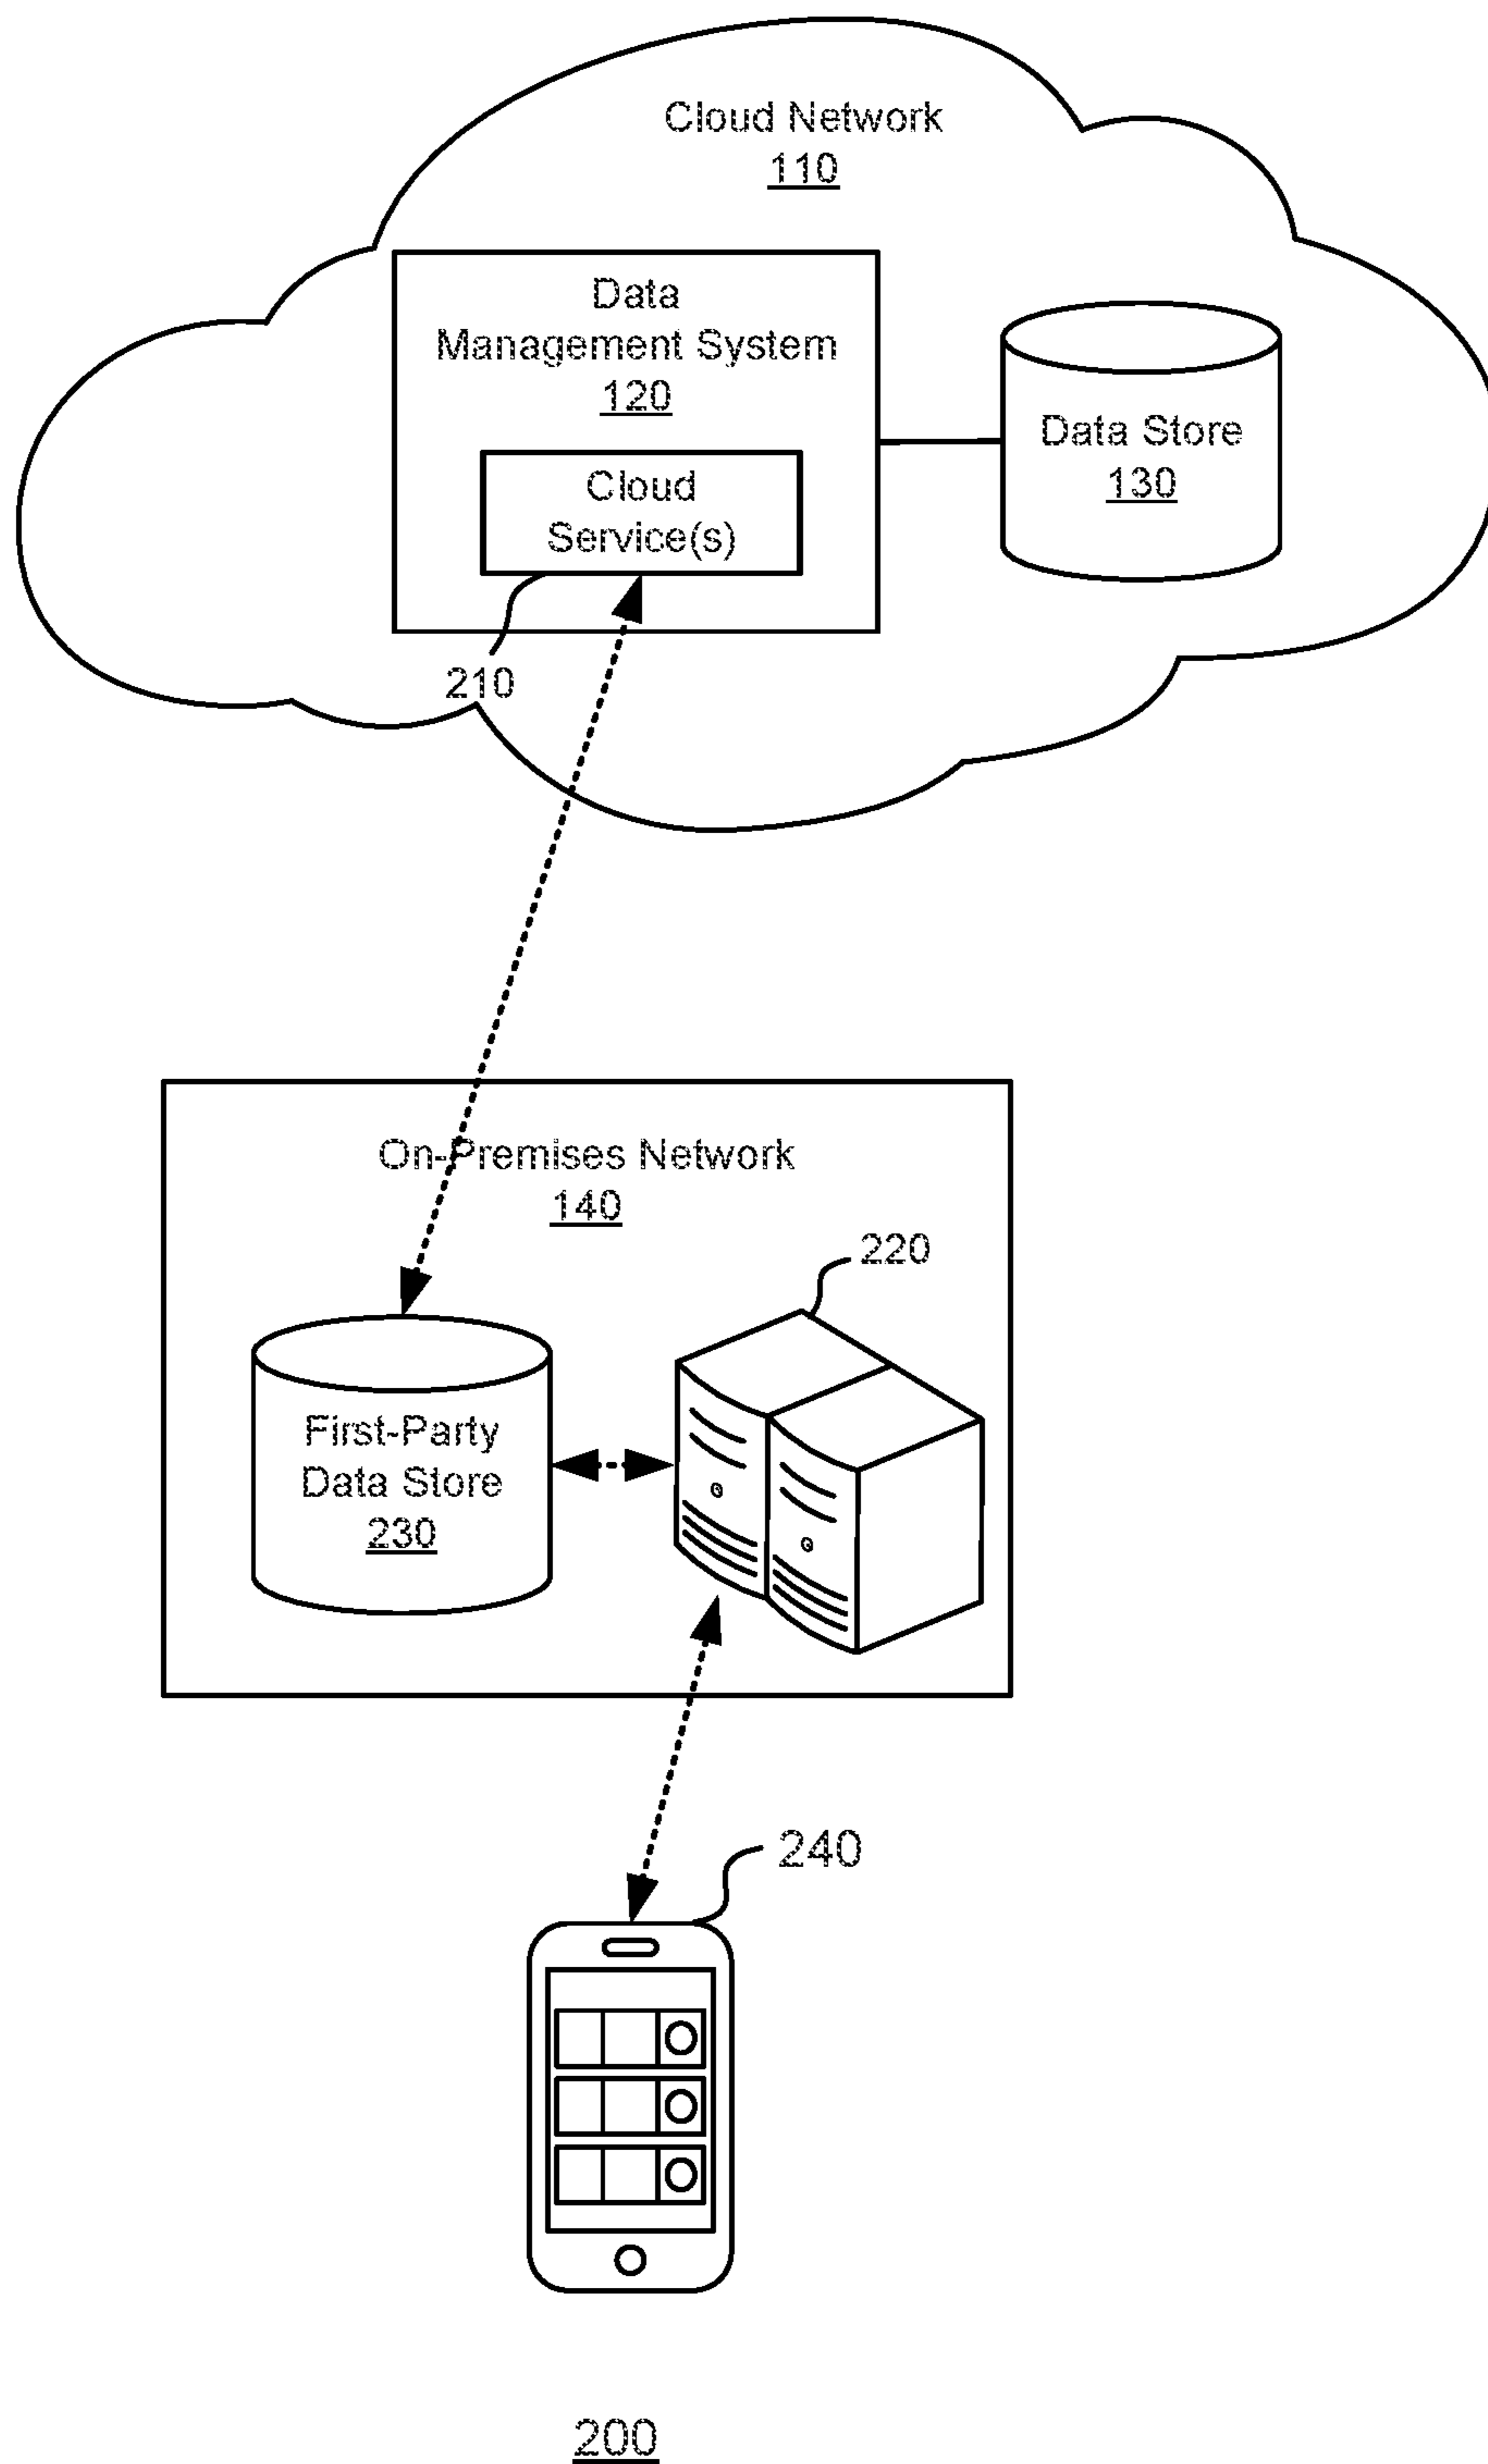 Cloud Network
110
Data
Management System
120
Cloud
Service(s)
Data Store
130
210
On-Premises Network
140
220
First-Party
Data Store
230
240
200